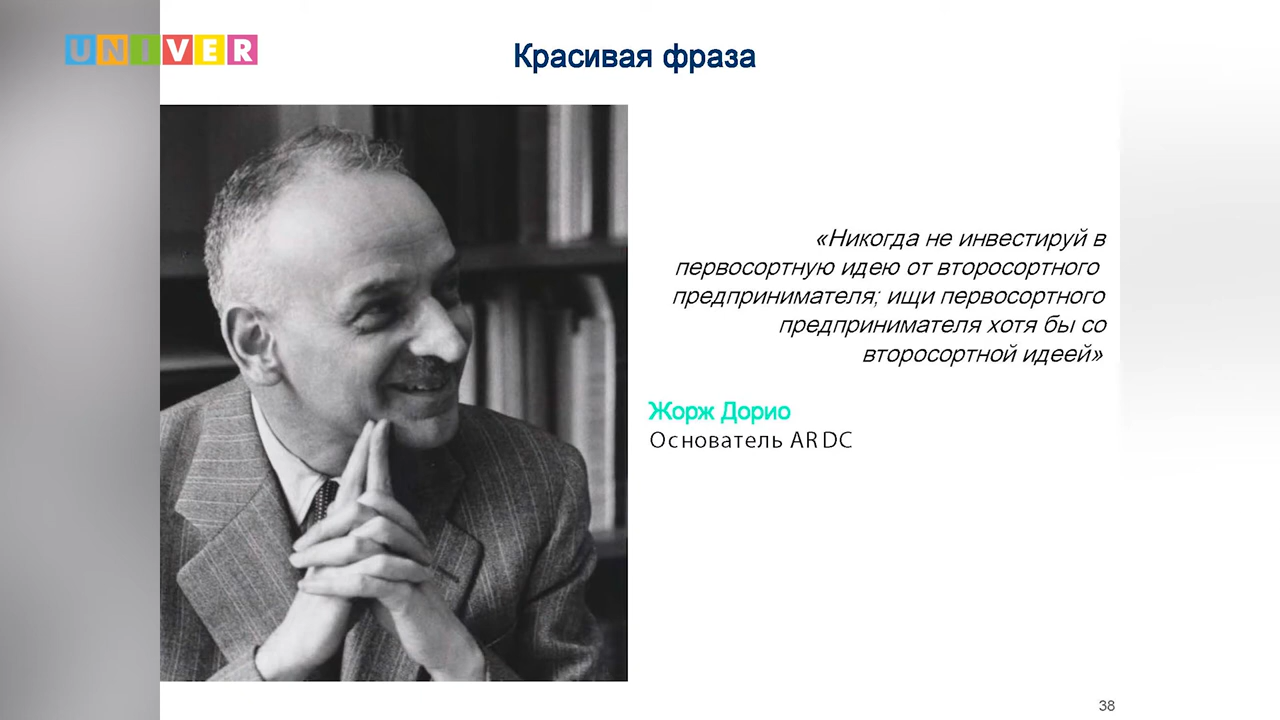 UNIVER
Красивая фраза
«Никогда не инвестируй в
первосортную идею от второсортного
предпринимателя; ищи первосортного
предпринимателя хотя бы со
второсортной идеей»
Жорж Дорио
Основатель ARDC
38